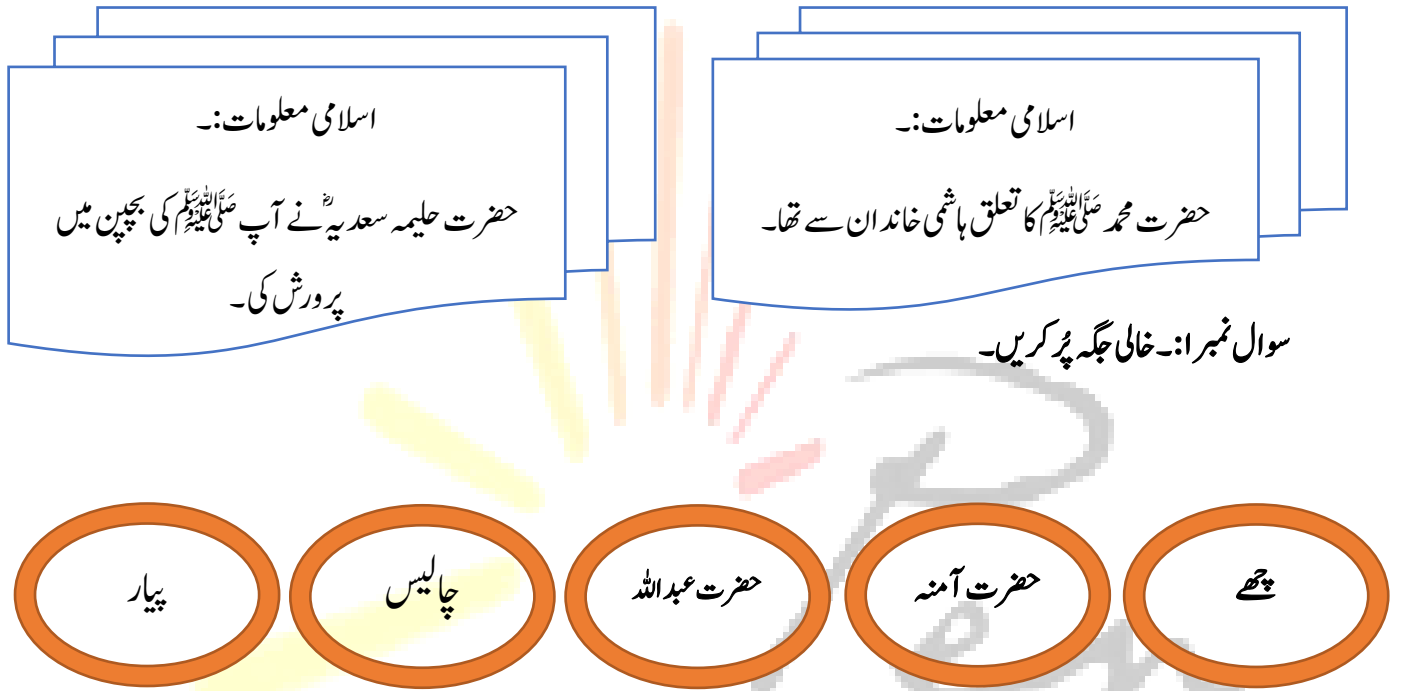 اسلامی معلومات:۔
حضرت محمد ﷺ کا تعلق ہاشمی خاندان سے تھا۔
اسلامی معلومات:۔
حضرت حلیمہ سعدیہؓ نے آپ ﷺ کی بچپن میں
پرورش کی۔
سوال نمبر ۱:۔ خالی جگہ پُر کریں۔
چھے
حضرت آمنہ
حضرت عبداللہ
چالیس
پیار